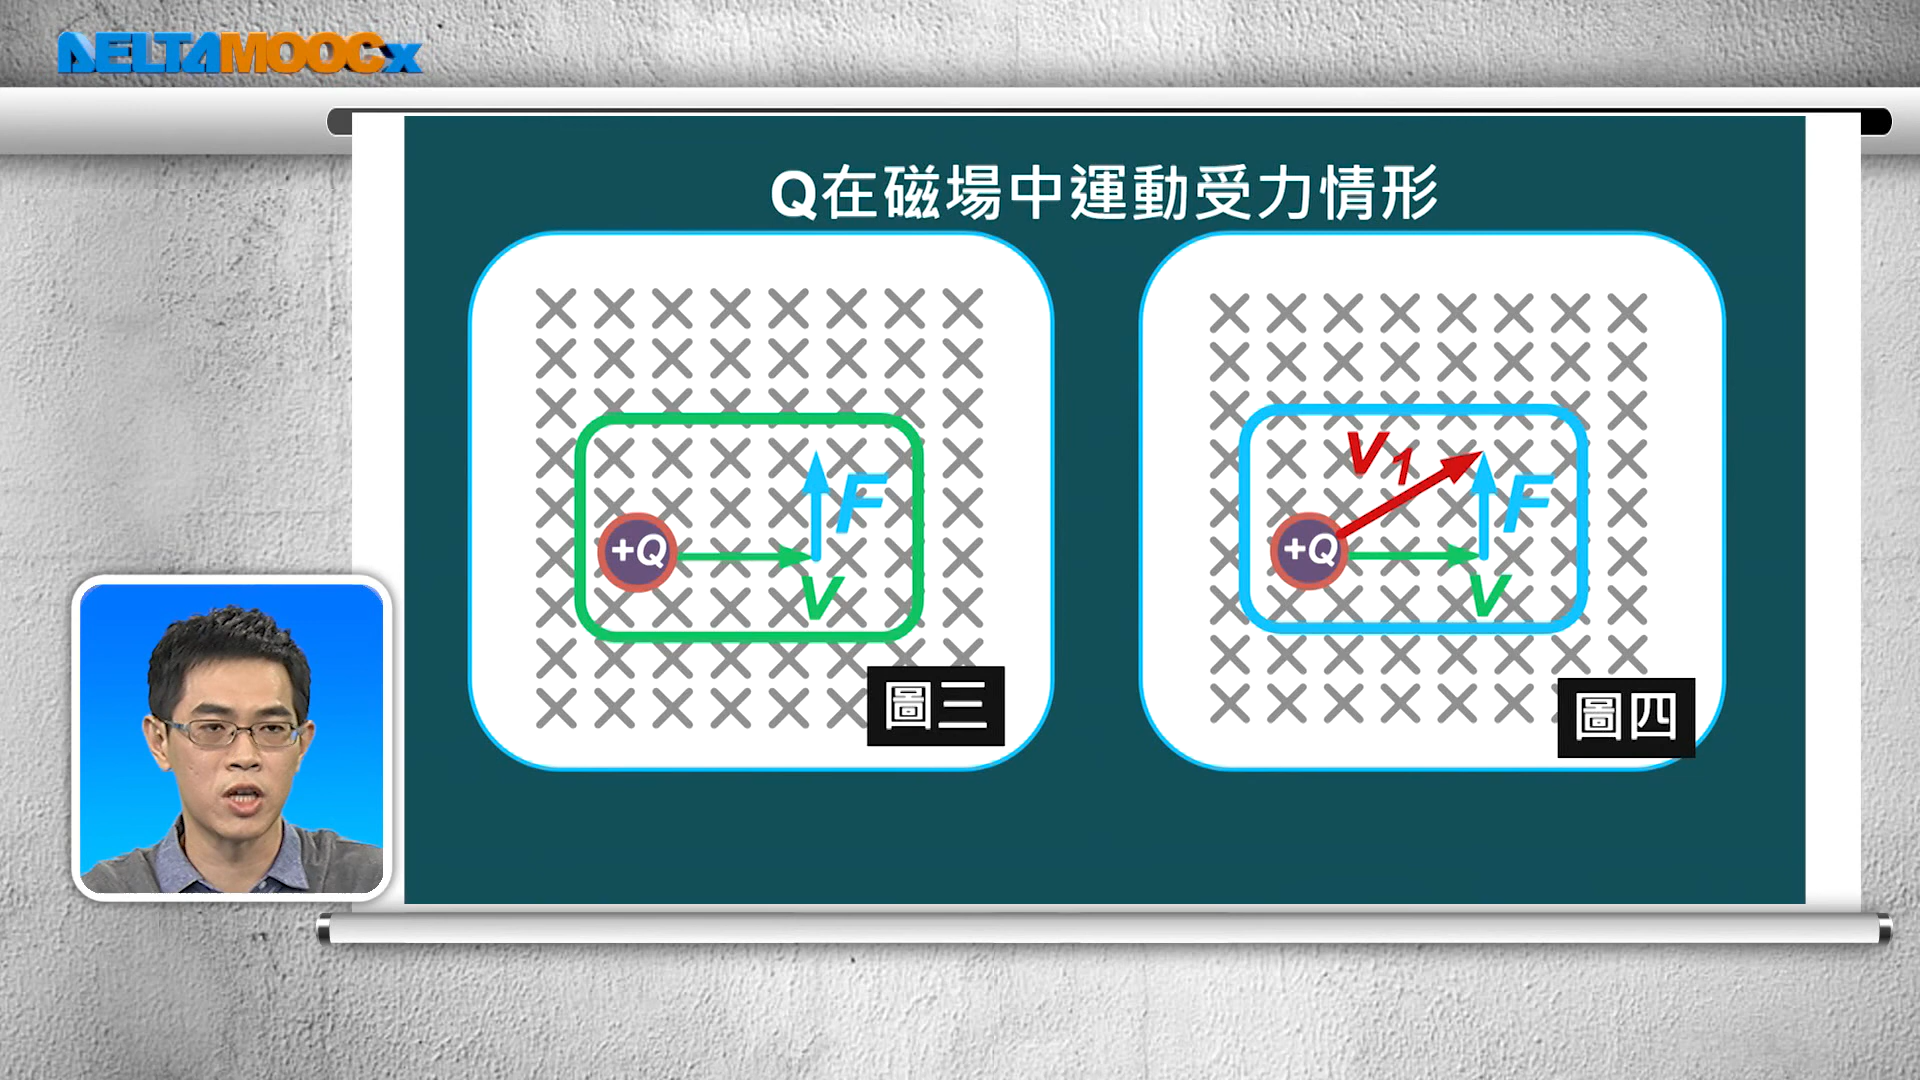 DELTAMOOCx
Q在磁場中運動受力情形
F
+Q
V
圖三
V1
F
+Q
V
圖四